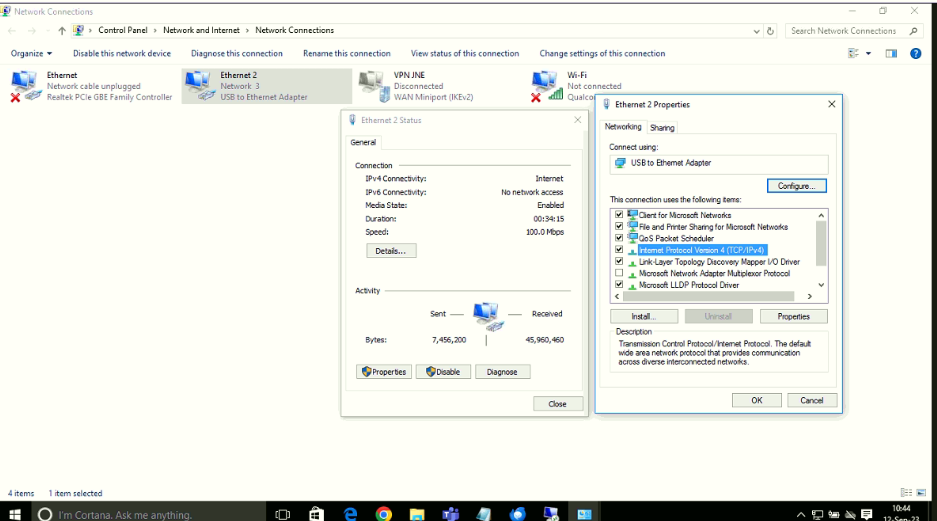 Network Connections
Control Panel › Network and Internet › Network Connections
Search Network Connections
Organize
Disable this network device
Diagnose this connection
Rename this connection
View status of this connection
Change settings of this connection
Ethernet
Network cable unplugged
Realtek PCIe GBE Family Controller
Ethernet 2
Network 3
USB to Ethernet Adapter
VPN JNE
Disconnected
WAN Miniport (IKEv2)
Wi-Fi
Not connected
Ethernet 2 Status
General
Connection
IPv4 Connectivity: Internet
IPv6 Connectivity: No network access
Media State: Enabled
Duration: 00:34:15
Speed: 100.0 Mbps
Details...
Activity
Sent — — Received
Bytes: 7,456,200 | 45,960,460
Properties
Disable
Diagnose
Close
Ethernet 2 Properties
Networking
Sharing
Connect using:
USB to Ethernet Adapter
Configure...
This connection uses the following items:
Client for Microsoft Networks
File and Printer Sharing for Microsoft Networks
QoS Packet Scheduler
Internet Protocol Version 4 (TCP/IPv4)
Link-Layer Topology Discovery Mapper I/O Driver
Microsoft Network Adapter Multiplexor Protocol
Microsoft LLDP Protocol Driver
Install...
Uninstall
Properties
Description
Transmission Control Protocol/Internet Protocol. The default
wide area network protocol that provides communication
across diverse interconnected networks.
OK
Cancel
4 items
1 item selected
I'm Cortana. Ask me anything.
10:44
12-Sep-23